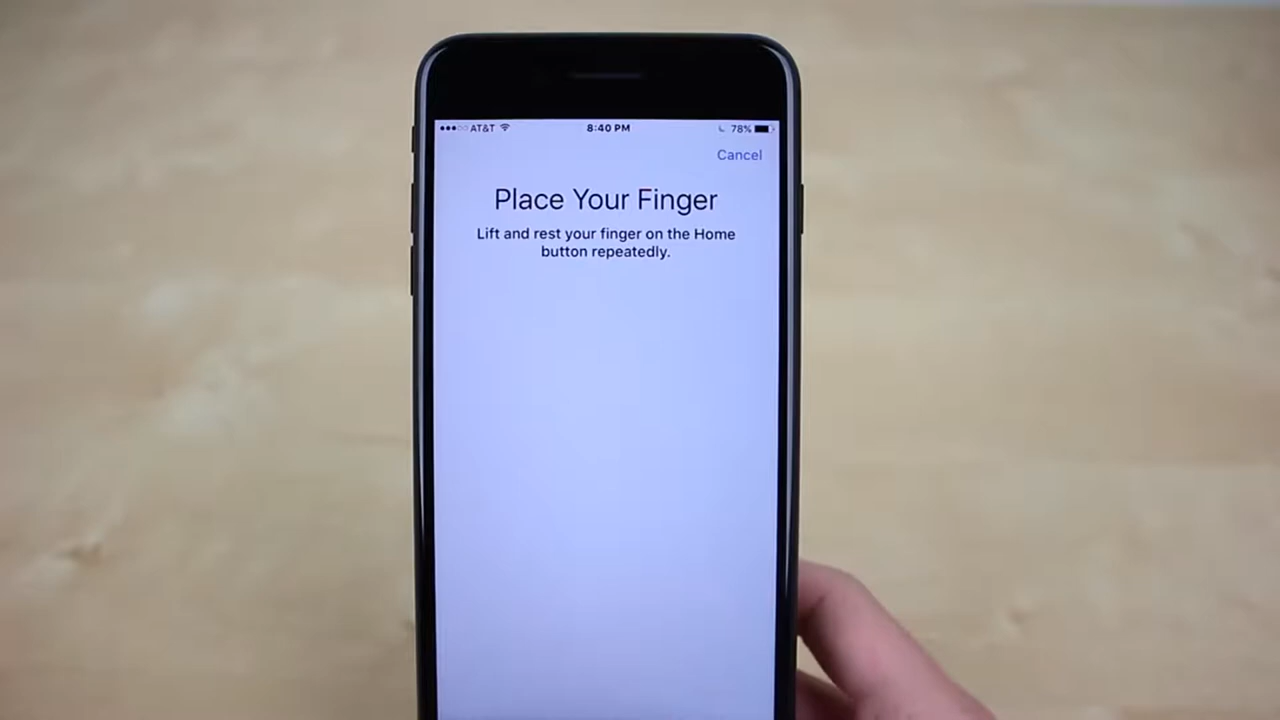 AT&T 8:40 PM 78%
Cancel
Place Your Finger
Lift and rest your finger on the Home
button repeatedly.